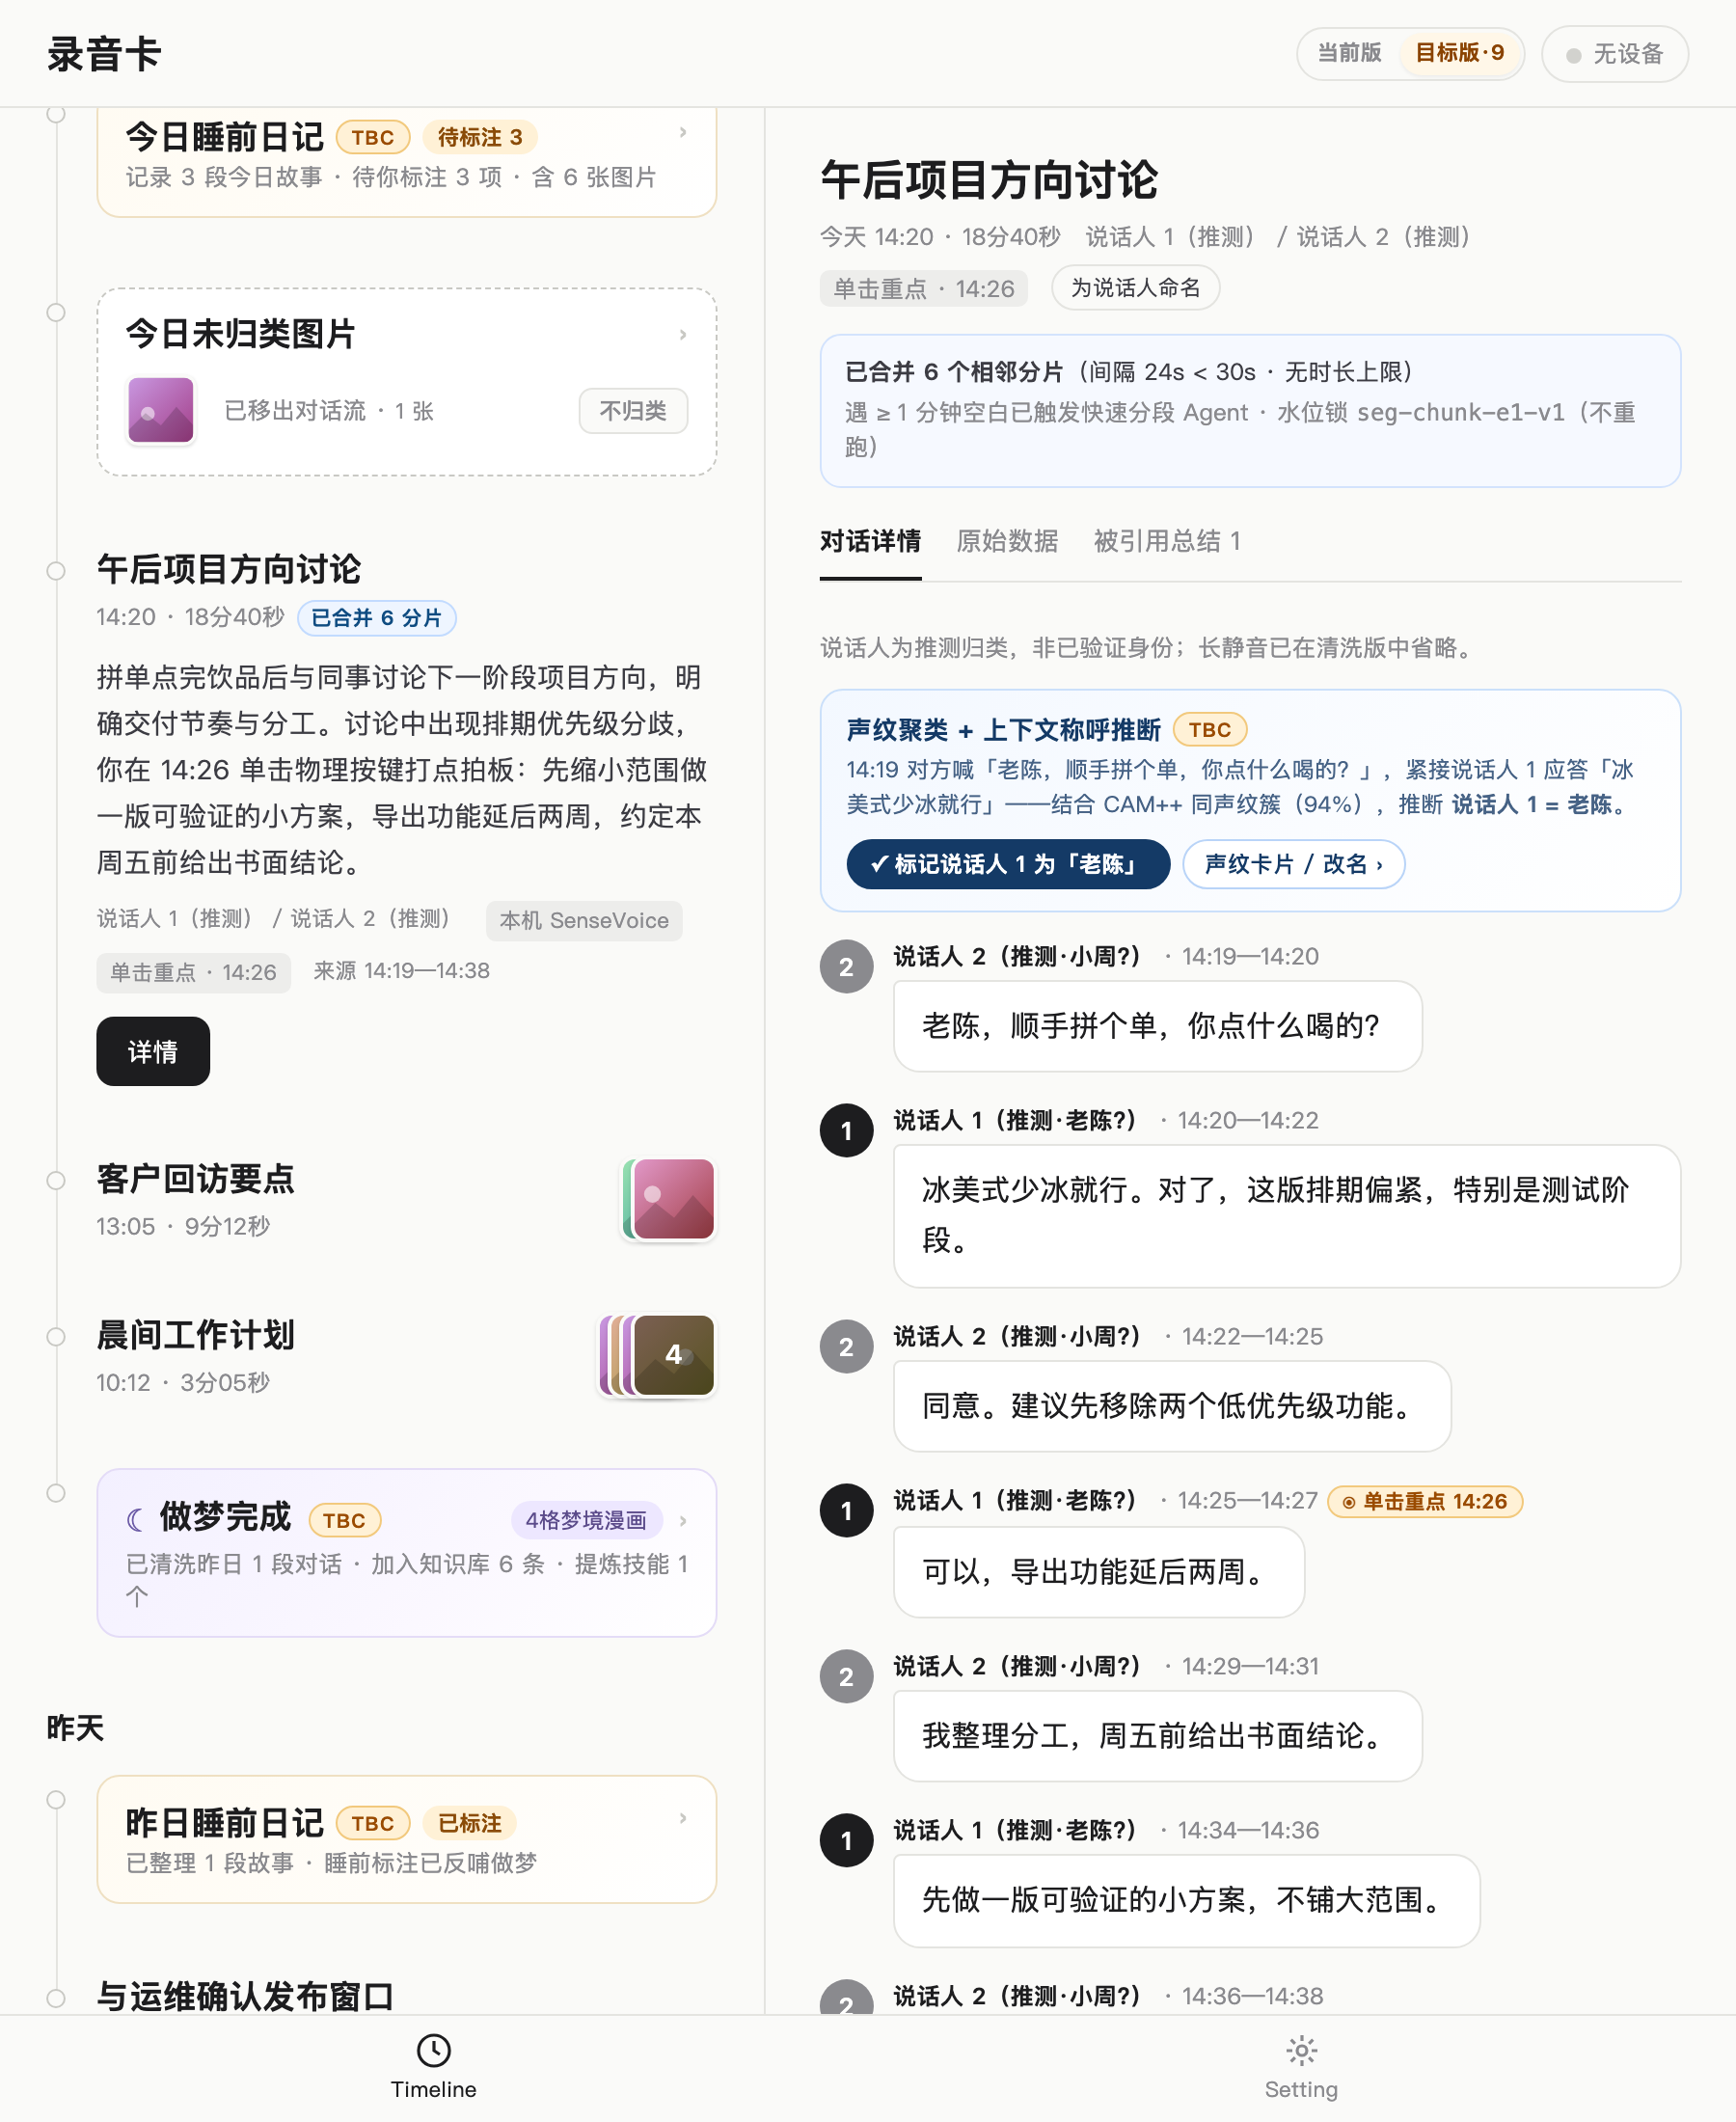 录音卡
当前版 目标版·9
无设备
今日睡前日记 TBC 待标注 3
记录 3 段今日故事 · 待你标注 3 项 · 含 6 张图片
今日未归类图片
已移出对话流 · 1 张
不归类
午后项目方向讨论
14:20 · 18分40秒 已合并 6 分片
拼单点完饮品后与同事讨论下一阶段项目方向，明
确交付节奏与分工。讨论中出现排期优先级分歧，
你在 14:26 单击物理按键打点拍板：先缩小范围做
一版可验证的小方案，导出功能延后两周，约定本
周五前给出书面结论。
说话人 1（推测） / 说话人 2（推测） 本机 SenseVoice
单击重点 · 14:26 来源 14:19—14:38
详情
客户回访要点
13:05 · 9分12秒
晨间工作计划
10:12 · 3分05秒
4
做梦完成 TBC 4格梦境漫画
已清洗昨日 1 段对话 · 加入知识库 6 条 · 提炼技能 1
个
昨天
昨日睡前日记 TBC 已标注
已整理 1 段故事 · 睡前标注已反哺做梦
与运维确认发布窗口
午后项目方向讨论
今天 14:20 · 18分40秒 说话人 1（推测） / 说话人 2（推测）
单击重点 · 14:26 为说话人命名
已合并 6 个相邻分片（间隔 24s < 30s · 无时长上限）
遇 ≥ 1 分钟空白已触发快速分段 Agent · 水位锁 seg-chunk-e1-v1（不重
跑）
对话详情 原始数据 被引用总结 1
说话人为推测归类，非已验证身份；长静音已在清洗版中省略。
声纹聚类 + 上下文称呼推断 TBC
14:19 对方喊「老陈，顺手拼个单，你点什么喝的？」，紧接说话人 1 应答「冰
美式少冰就行」——结合 CAM++ 同声纹簇（94%），推断 说话人 1 = 老陈。
✓ 标记说话人 1 为「老陈」 声纹卡片 / 改名 ›
2 说话人 2（推测·小周?） · 14:19—14:20
老陈，顺手拼个单，你点什么喝的？
1 说话人 1（推测·老陈?） · 14:20—14:22
冰美式少冰就行。对了，这版排期偏紧，特别是测试阶
段。
2 说话人 2（推测·小周?） · 14:22—14:25
同意。建议先移除两个低优先级功能。
1 说话人 1（推测·老陈?） · 14:25—14:27 单击重点 14:26
可以，导出功能延后两周。
2 说话人 2（推测·小周?） · 14:29—14:31
我整理分工，周五前给出书面结论。
1 说话人 1（推测·老陈?） · 14:34—14:36
先做一版可验证的小方案，不铺大范围。
2 说话人 2（推测·小周?） · 14:36—14:38
Timeline
Setting